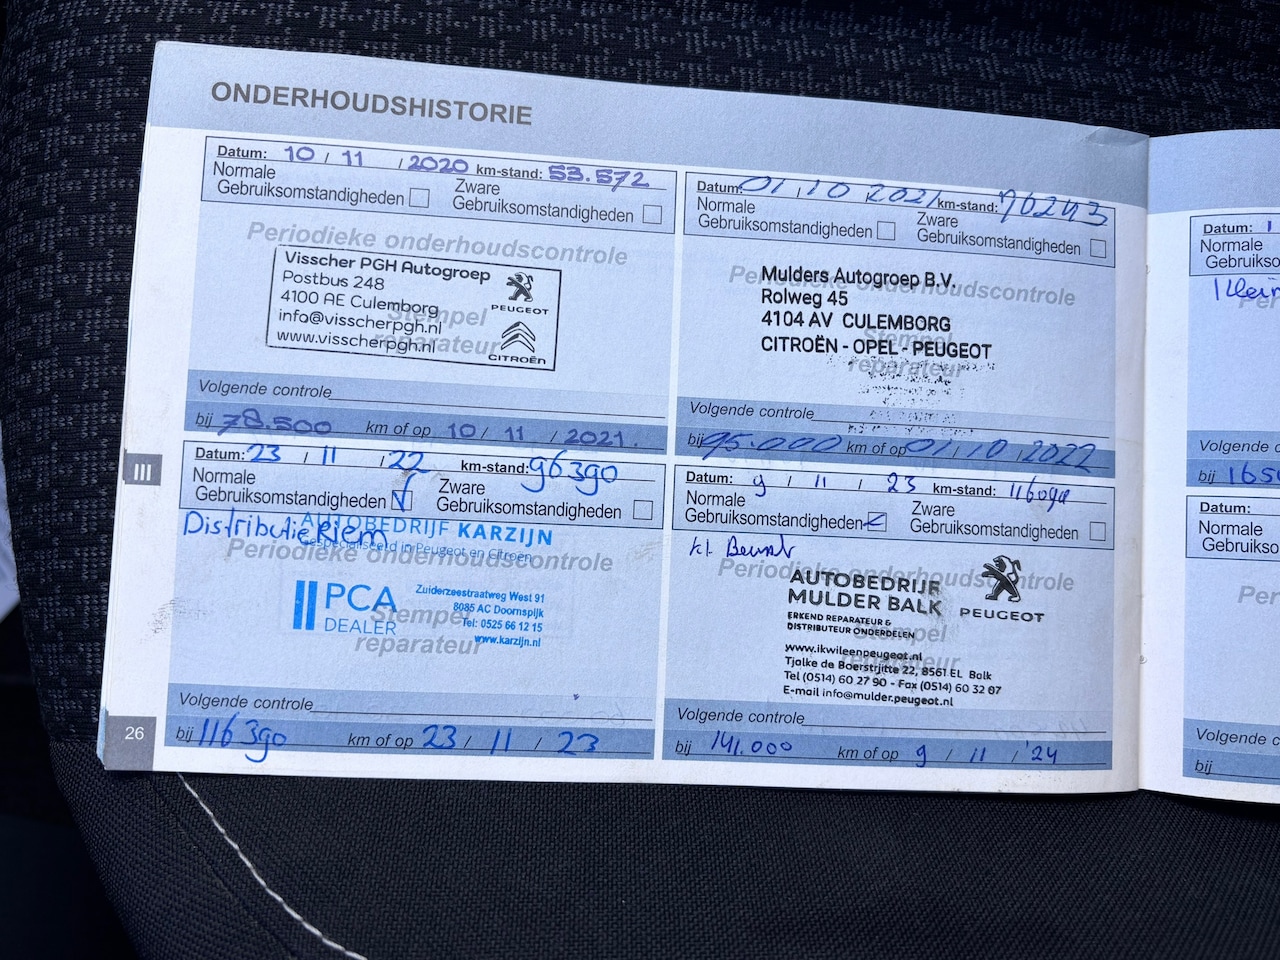 ONDERHOUDSHISTORIE
Datum: 10 / 11 / 2020 km-stand: 53.572
Normale
Gebruiksomstandigheden
Zware
Gebruiksomstandigheden
Periodieke onderhoudscontrole
Stempel
reparateur
Visscher PGH Autogroep
Postbus 248
4100 AE Culemborg
info@visscherpgh.nl
www.visscherpgh.nl
PEUGEOT
CITROËN
Volgende controle
bij 78.500 km of op 10 / 11 / 2021.
Datum: 01 / 10 2021 km-stand: 76243
Normale
Gebruiksomstandigheden
Zware
Gebruiksomstandigheden
Periodieke onderhoudscontrole
Stempel
reparateur
Mulders Autogroep B.V.
Rolweg 45
4104 AV CULEMBORG
CITROËN - OPEL - PEUGEOT
Volgende controle
bij 95.000 km of op 01 / 10 / 2022
Datum: 23 / 11 / 22 km-stand: 96390
Normale
Gebruiksomstandigheden
Zware
Gebruiksomstandigheden
Distributieriem
AUTOBEDRIJF KARZIJN
Gespecialiseerd in Peugeot en Citroën
Periodieke onderhoudscontrole
Stempel
reparateur
PCA
DEALER
Zuiderzeestraatweg West 91
8085 AC Doornspijk
Tel: 0525 66 12 15
www.karzijn.nl
Volgende controle
bij 116390 km of op 23 / 11 / 23
Datum: 9 / 11 / 23 km-stand:
Normale
Gebruiksomstandigheden
Zware
Gebruiksomstandigheden
kl. Beurt
Periodieke onderhoudscontrole
Stempel
reparateur
AUTOBEDRIJF
MULDER BALK
ERKEND REPARATEUR &
DISTRIBUTEUR ONDERDELEN
PEUGEOT
www.ikwileenpeugeot.nl
Tjalke de Boerstrjitte 22, 8561 EL Balk
Tel (0514) 60 27 90 - Fax (0514) 60 32 07
E-mail info@mulder.peugeot.nl
Volgende controle
bij 141.000 km of op 9 / 11 / '24
III
26
Datum: 1
Normale
Gebruikso
Klein
Pe
Volgende c
bij 165
Datum:
Normale
Gebruikso
Pe
Volgende c
bij